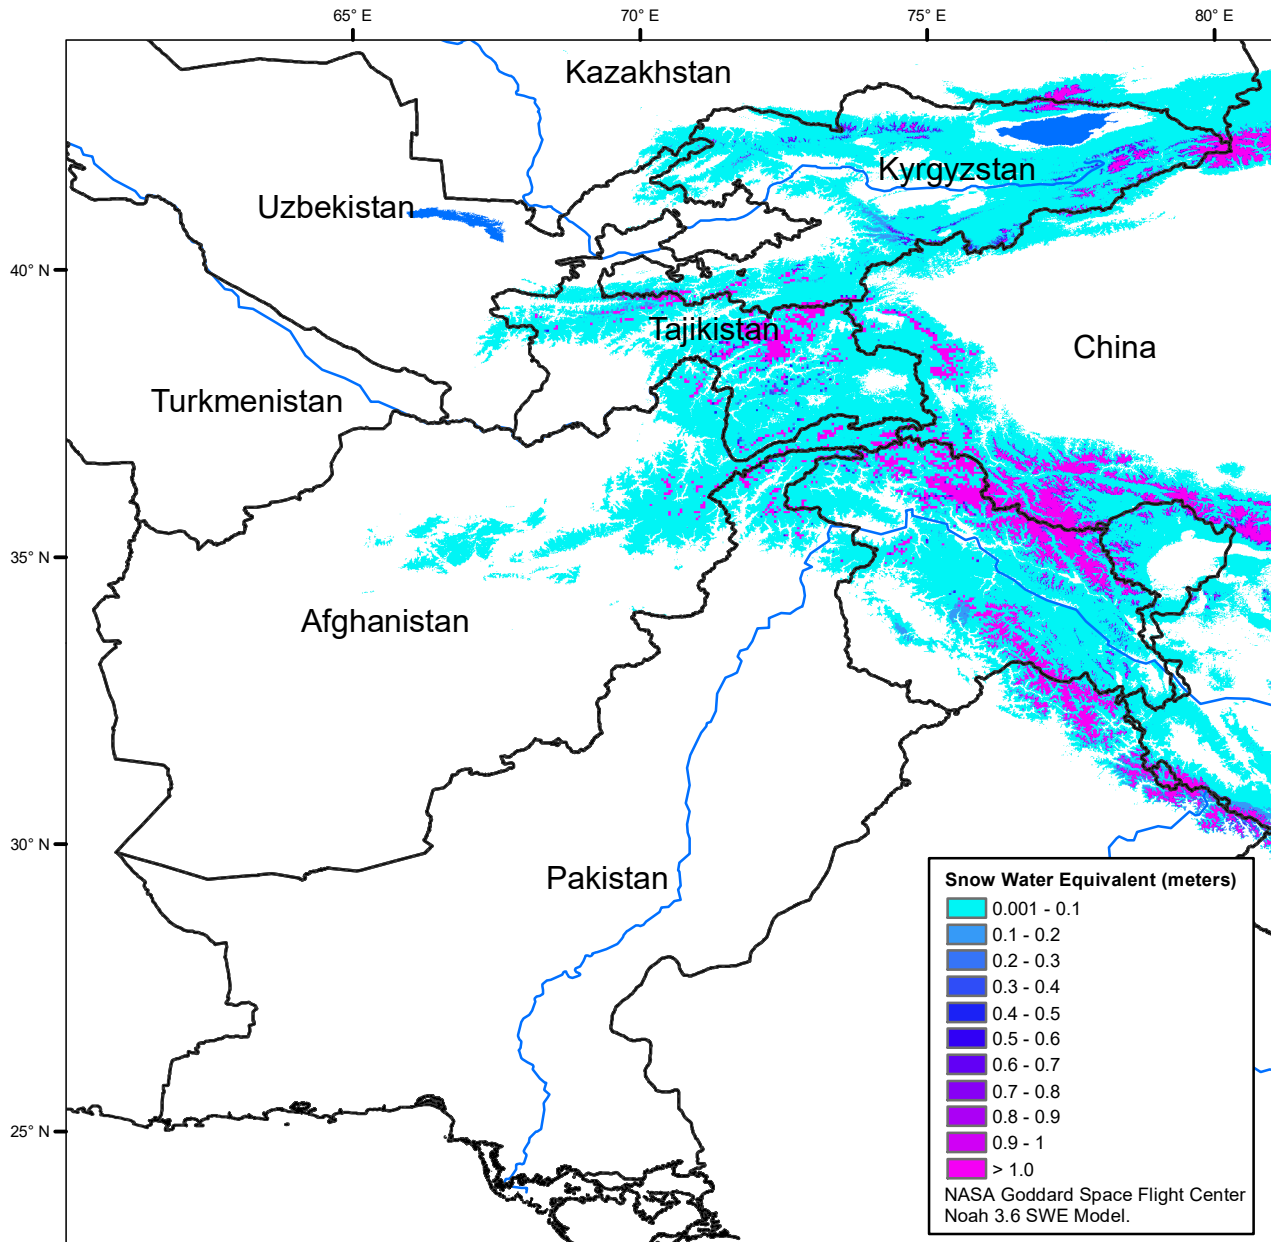 65° E
70° E
75° E
80° E
Kazakhstan
Kyrgyzstan
Uzbekistan
40° N
Tajikistan
China
Turkmenistan
35° N
Afghanistan
30° N
Pakistan
25° N
Snow Water Equivalent (meters)
0.001 - 0.1
0.1 - 0.2
0.2 - 0.3
0.3 - 0.4
0.4 - 0.5
0.5 - 0.6
0.6 - 0.7
0.7 - 0.8
0.8 - 0.9
0.9 - 1
> 1.0
NASA Goddard Space Flight Center
Noah 3.6 SWE Model.